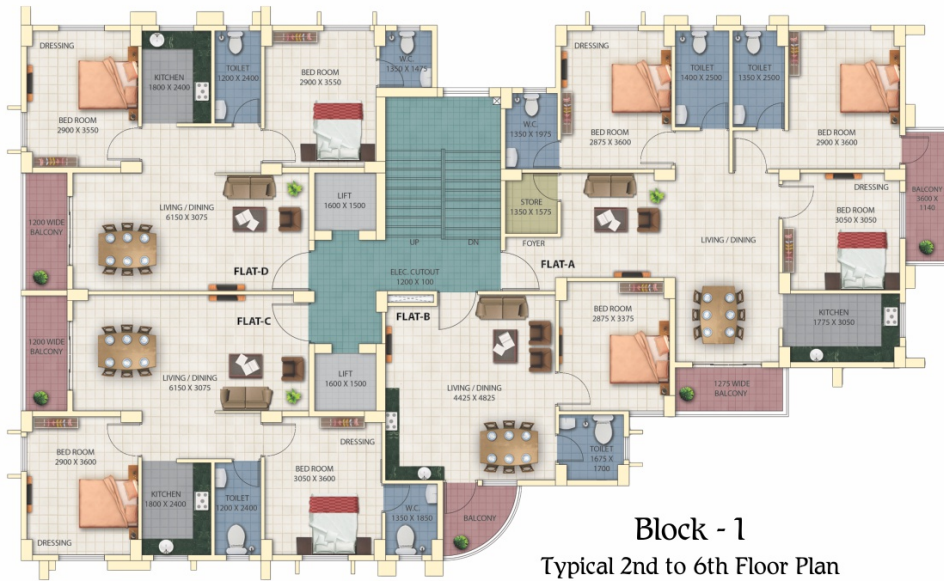 DRESSING
BED ROOM
2900 X 3550
KITCHEN
1800 X 2400
TOILET
1200 X 2400
BED ROOM
2900 X 3550
W.C.
1350 X 1475
DRESSING
BED ROOM
2875 X 3600
TOILET
1400 X 2500
TOILET
1350 X 2500
BED ROOM
2900 X 3600
W.C.
1350 X 1975
1200 WIDE
BALCONY
LIVING / DINING
6150 X 3075
LIFT
1600 X 1500
STORE
1350 X 1575
DRESSING
BED ROOM
3050 X 3050
BALCONY
3600 X
1140
UP
DN
FOYER
LIVING / DINING
FLAT-D
ELEC. CUTOUT
1200 X 100
FLAT-A
FLAT-C
FLAT-B
BED ROOM
2875 X 3375
KITCHEN
1775 X 3050
1200 WIDE
BALCONY
LIVING / DINING
6150 X 3075
LIFT
1600 X 1500
LIVING / DINING
4425 X 4825
1275 WIDE
BALCONY
BED ROOM
2900 X 3600
DRESSING
KITCHEN
1800 X 2400
TOILET
1200 X 2400
DRESSING
BED ROOM
3050 X 3600
W.C.
1350 X 1850
TOILET
1675 X
1700
BALCONY
Block - 1
Typical 2nd to 6th Floor Plan